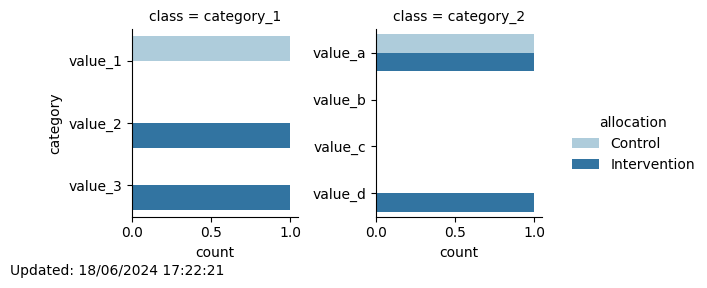 class = category_1
class = category_2
category
value_1
value_2
value_3
value_a
value_b
value_c
value_d
allocation
Control
Intervention
0.0 0.5 1.0
0.0 0.5 1.0
count
count
Updated: 18/06/2024 17:22:21